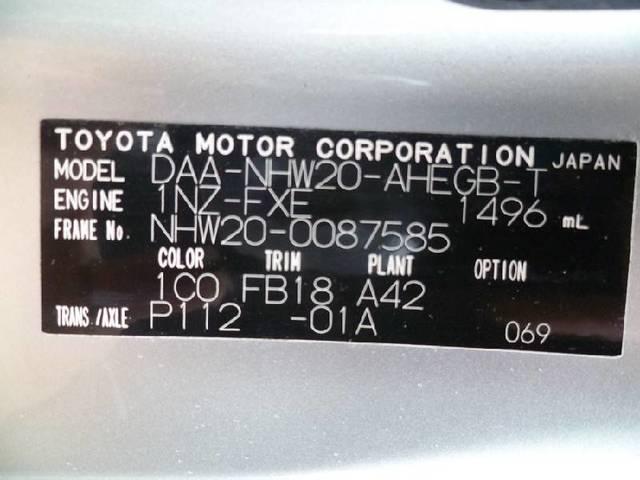 TOYOTA MOTOR CORPORATION JAPAN
MODEL DAA-NHW20-AHEGB-T
ENGINE 1NZ-FXE 1496 mL
FRAME No. NHW20-0087585
COLOR TRIM PLANT OPTION
1C0 FB18 A42
TRANS./AXLE P112 -01A 069